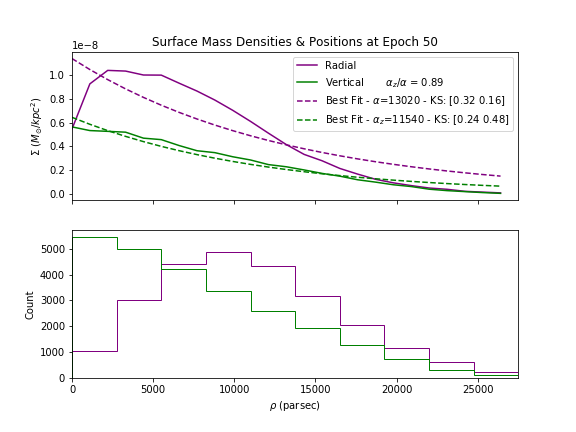 Surface Mass Densities & Positions at Epoch 50
1e−8
Σ (M☉/kpc²)
1.0
0.8
0.6
0.4
0.2
0.0
Radial
Vertical α_z/α = 0.89
Best Fit - α=13020 - KS: [0.32 0.16]
Best Fit - α_z=11540 - KS: [0.24 0.48]
Count
5000
4000
3000
2000
1000
0
0 5000 10000 15000 20000 25000
ρ (parsec)